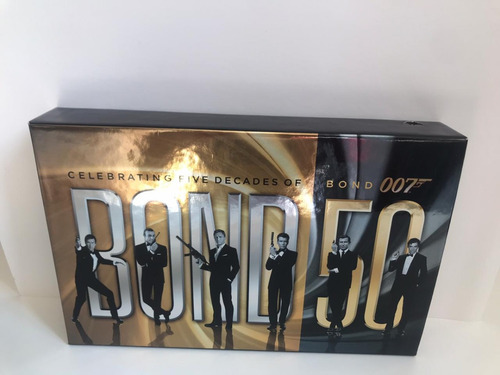 CELEBRATING FIVE DECADES OF BOND 007
BOND 50